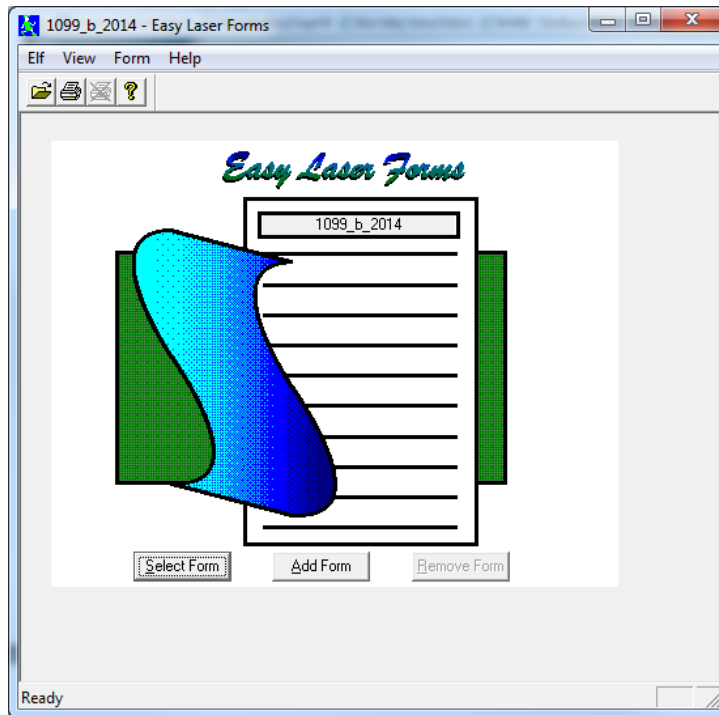 1099_b_2014 - Easy Laser Forms
Elf View Form Help
Easy Laser Forms
1099_b_2014
Select Form Add Form Remove Form
Ready